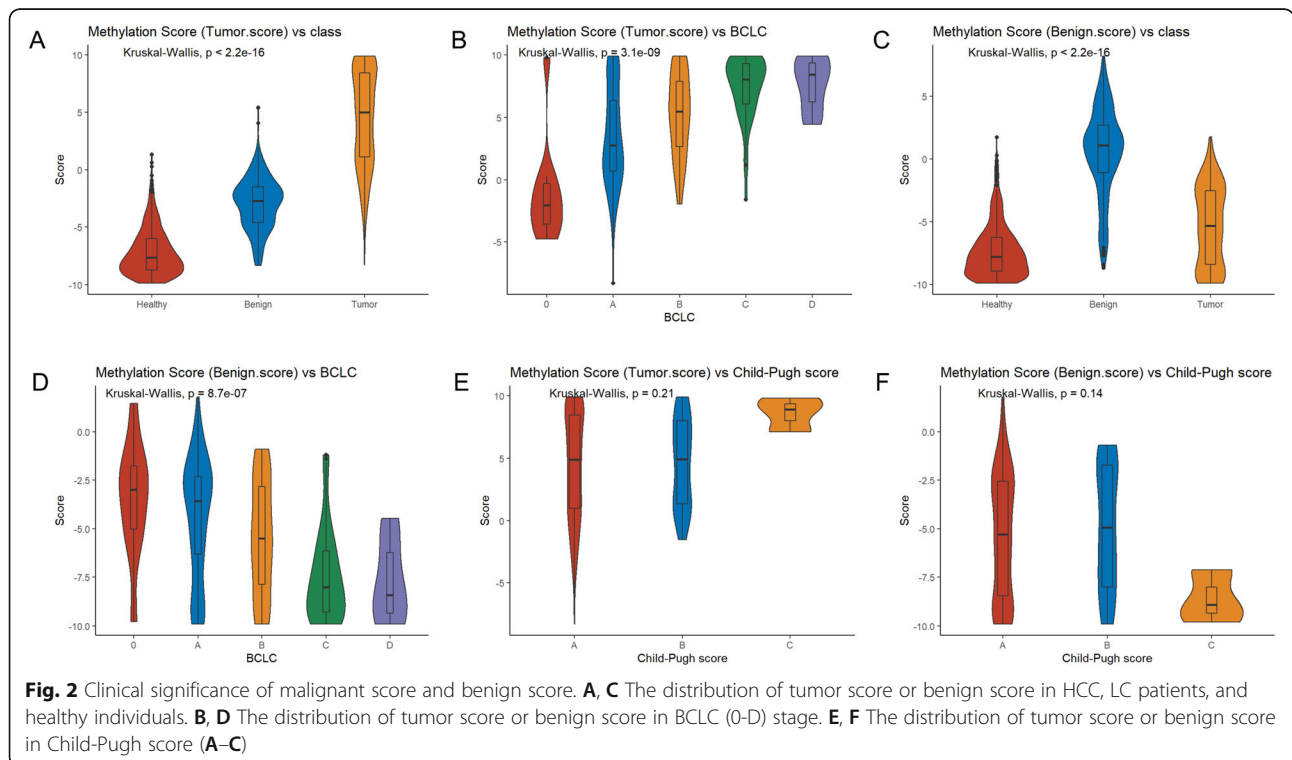 A
Methylation Score (Tumor.score) vs class
Kruskal-Wallis, p < 2.2e-16
10
5
0
-5
-10
Score
Healthy
Benign
Tumor
B
Methylation Score (Tumor.score) vs BCLC
Kruskal-Wallis, p = 3.1e-09
10
5
0
-5
Score
0
A
B
C
D
BCLC
C
Methylation Score (Benign.score) vs class
Kruskal-Wallis, p < 2.2e-16
5
0
-5
-10
Score
Healthy
Benign
Tumor
D
Methylation Score (Benign.score) vs BCLC
Kruskal-Wallis, p = 8.7e-07
0.0
-2.5
-5.0
-7.5
-10.0
Score
0
A
B
C
D
BCLC
E
Methylation Score (Tumor.score) vs Child-Pugh score
Kruskal-Wallis, p = 0.21
10
5
0
-5
Score
A
B
C
Child-Pugh score
F
Methylation Score (Benign.score) vs Child-Pugh score
Kruskal-Wallis, p = 0.14
0.0
-2.5
-5.0
-7.5
-10.0
Score
A
B
C
Child-Pugh score
Fig. 2 Clinical significance of malignant score and benign score. A, C The distribution of tumor score or benign score in HCC, LC patients, and
healthy individuals. B, D The distribution of tumor score or benign score in BCLC (0-D) stage. E, F The distribution of tumor score or benign score
in Child-Pugh score (A–C)